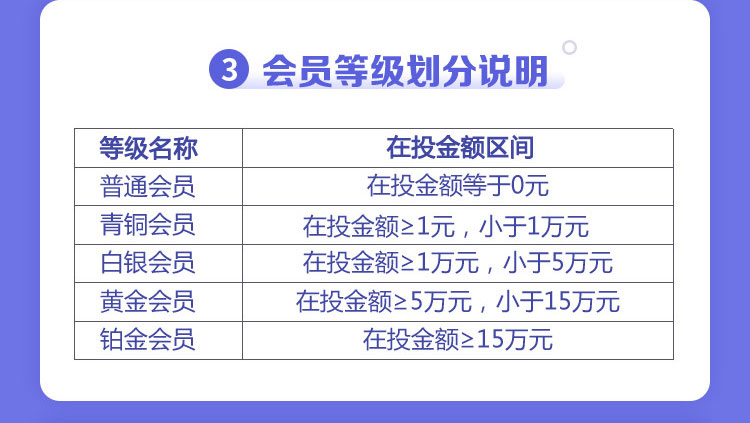 3 会员等级划分说明
等级名称 在投金额区间
普通会员 在投金额等于0元
青铜会员 在投金额≥1元，小于1万元
白银会员 在投金额≥1万元，小于5万元
黄金会员 在投金额≥5万元，小于15万元
铂金会员 在投金额≥15万元